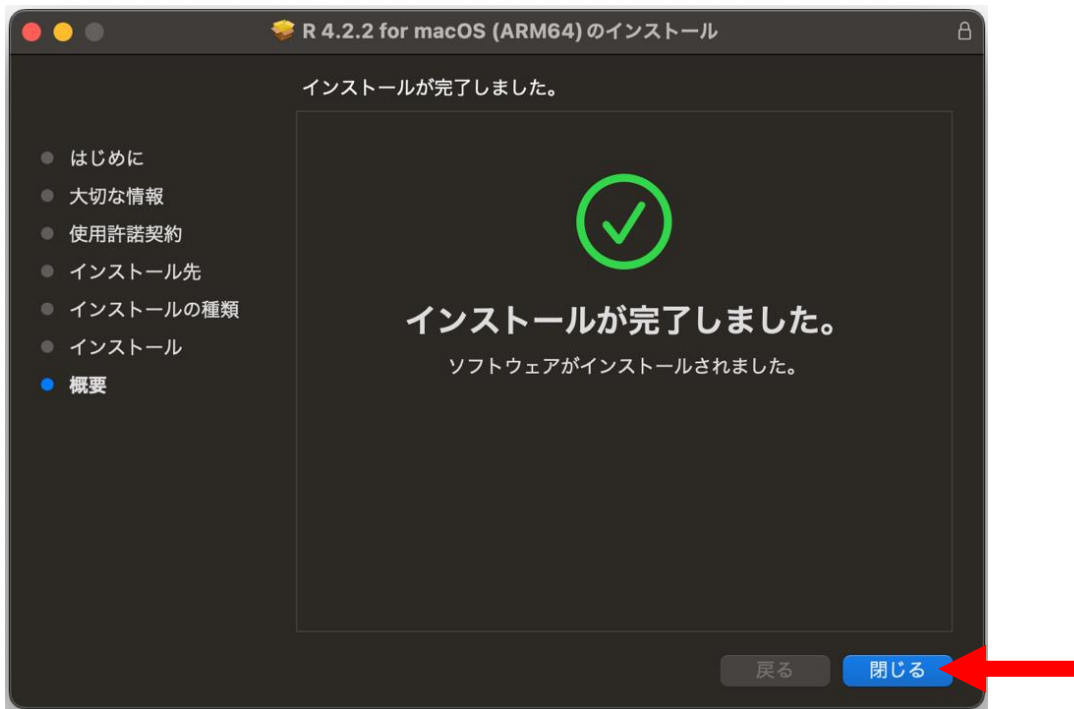 R 4.2.2 for macOS (ARM64)のインストール
インストールが完了しました。
はじめに
大切な情報
使用許諾契約
インストール先
インストールの種類
インストール
概要
インストールが完了しました。
ソフトウェアがインストールされました。
戻る
閉じる